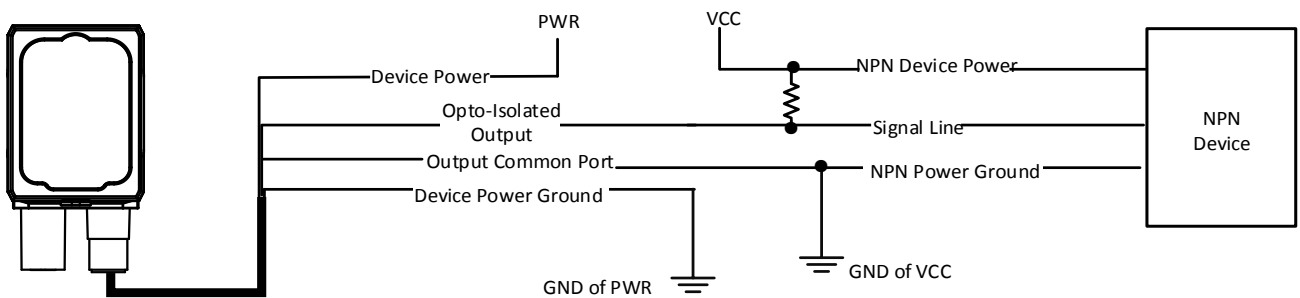 PWR
VCC
Device Power
NPN Device Power
Opto-Isolated
Output
Signal Line
NPN
Device
Output Common Port
NPN Power Ground
Device Power Ground
GND of PWR
GND of VCC